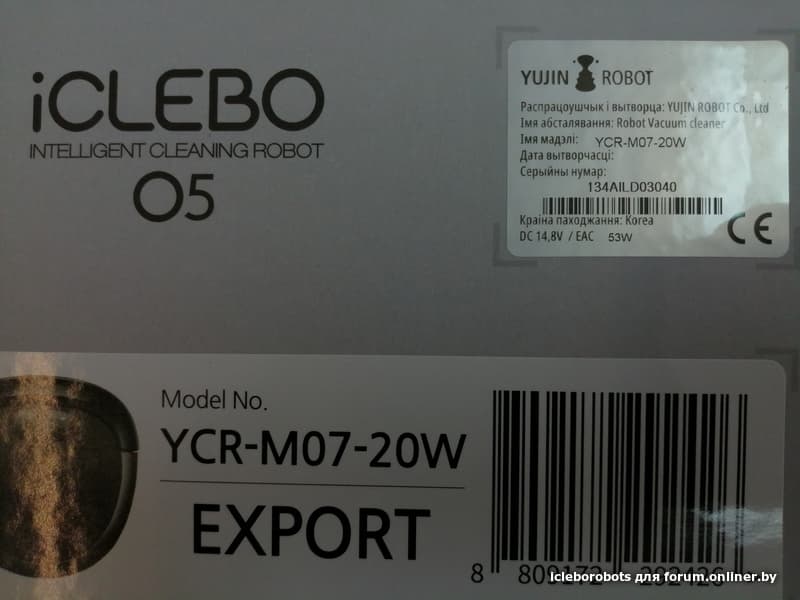 iCLEBO
INTELLIGENT CLEANING ROBOT
O5
YUJIN ROBOT
Распрацоушчык і вытворца: YUJIN ROBOT Co., Ltd
Імя абсталявання: Robot Vacuum cleaner
Імя мадэлі: YCR-M07-20W
Дата вытворчасці:
Серыйны нумар:
134AILD03040
Краіна паходжання: Korea
DC 14,8V / EAC 53W
CE
Model No.
YCR-M07-20W
EXPORT
8 809172
Icleborobots для forum.onliner.by